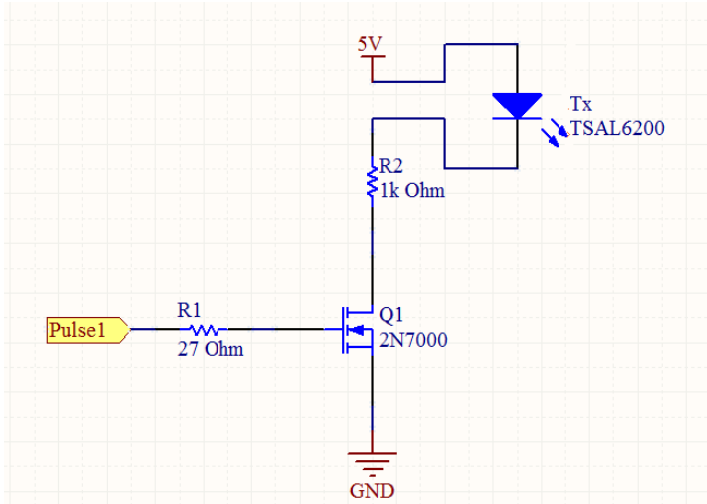 5V
Tx
TSAL6200
R2
1k Ohm
R1
Q1
Pulse1
27 Ohm
2N7000
GND